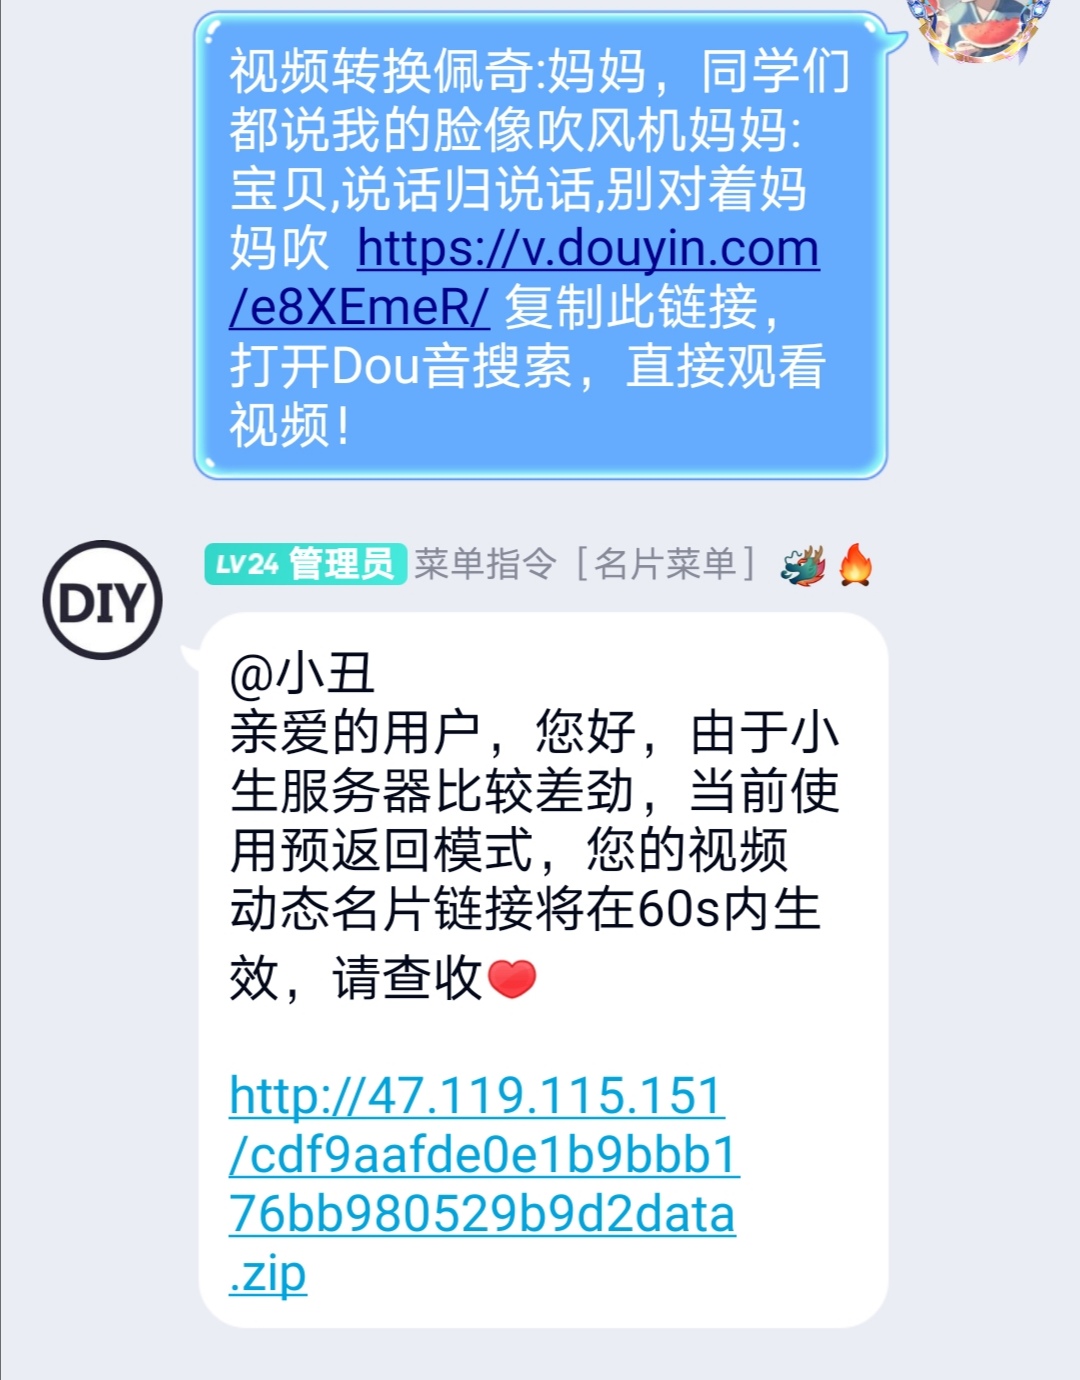 视频转换佩奇:妈妈，同学们
都说我的脸像吹风机妈妈:
宝贝,说话归说话,别对着妈
妈吹 https://v.douyin.com
/e8XEmeR/ 复制此链接，
打开Dou音搜索，直接观看
视频！
LV24 管理员 菜单指令［名片菜单］
DIY
@小丑
亲爱的用户，您好，由于小
生服务器比较差劲，当前使
用预返回模式，您的视频
动态名片链接将在60s内生
效，请查收
http://47.119.115.151
/cdf9aafde0e1b9bbb1
76bb980529b9d2data
.zip